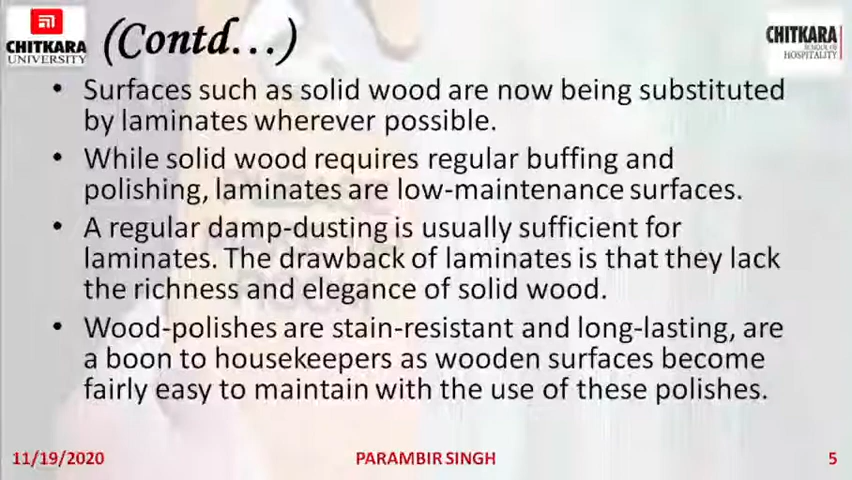 CHITKARA
UNIVERSITY
(Contd…)
CHITKARA
SCHOOL OF
HOSPITALITY
• Surfaces such as solid wood are now being substituted
by laminates wherever possible.
• While solid wood requires regular buffing and
polishing, laminates are low-maintenance surfaces.
• A regular damp-dusting is usually sufficient for
laminates. The drawback of laminates is that they lack
the richness and elegance of solid wood.
• Wood-polishes are stain-resistant and long-lasting, are
a boon to housekeepers as wooden surfaces become
fairly easy to maintain with the use of these polishes.
11/19/2020 PARAMBIR SINGH 5